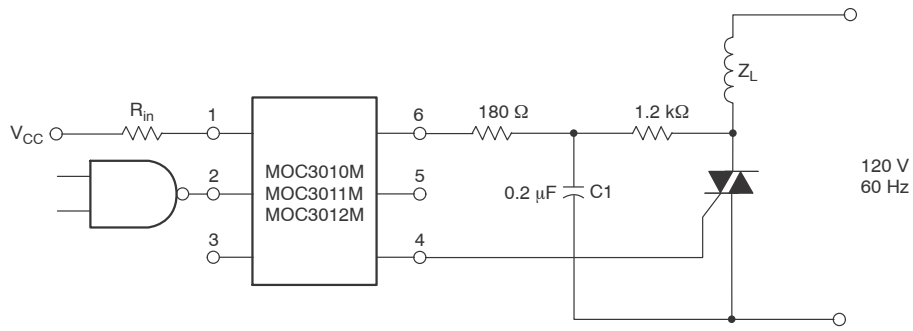 Z_L
R_in
1
6
180 Ω
1.2 kΩ
V_CC
MOC3010M
MOC3011M
MOC3012M
2
5
120 V
60 Hz
0.2 μF
C1
3
4